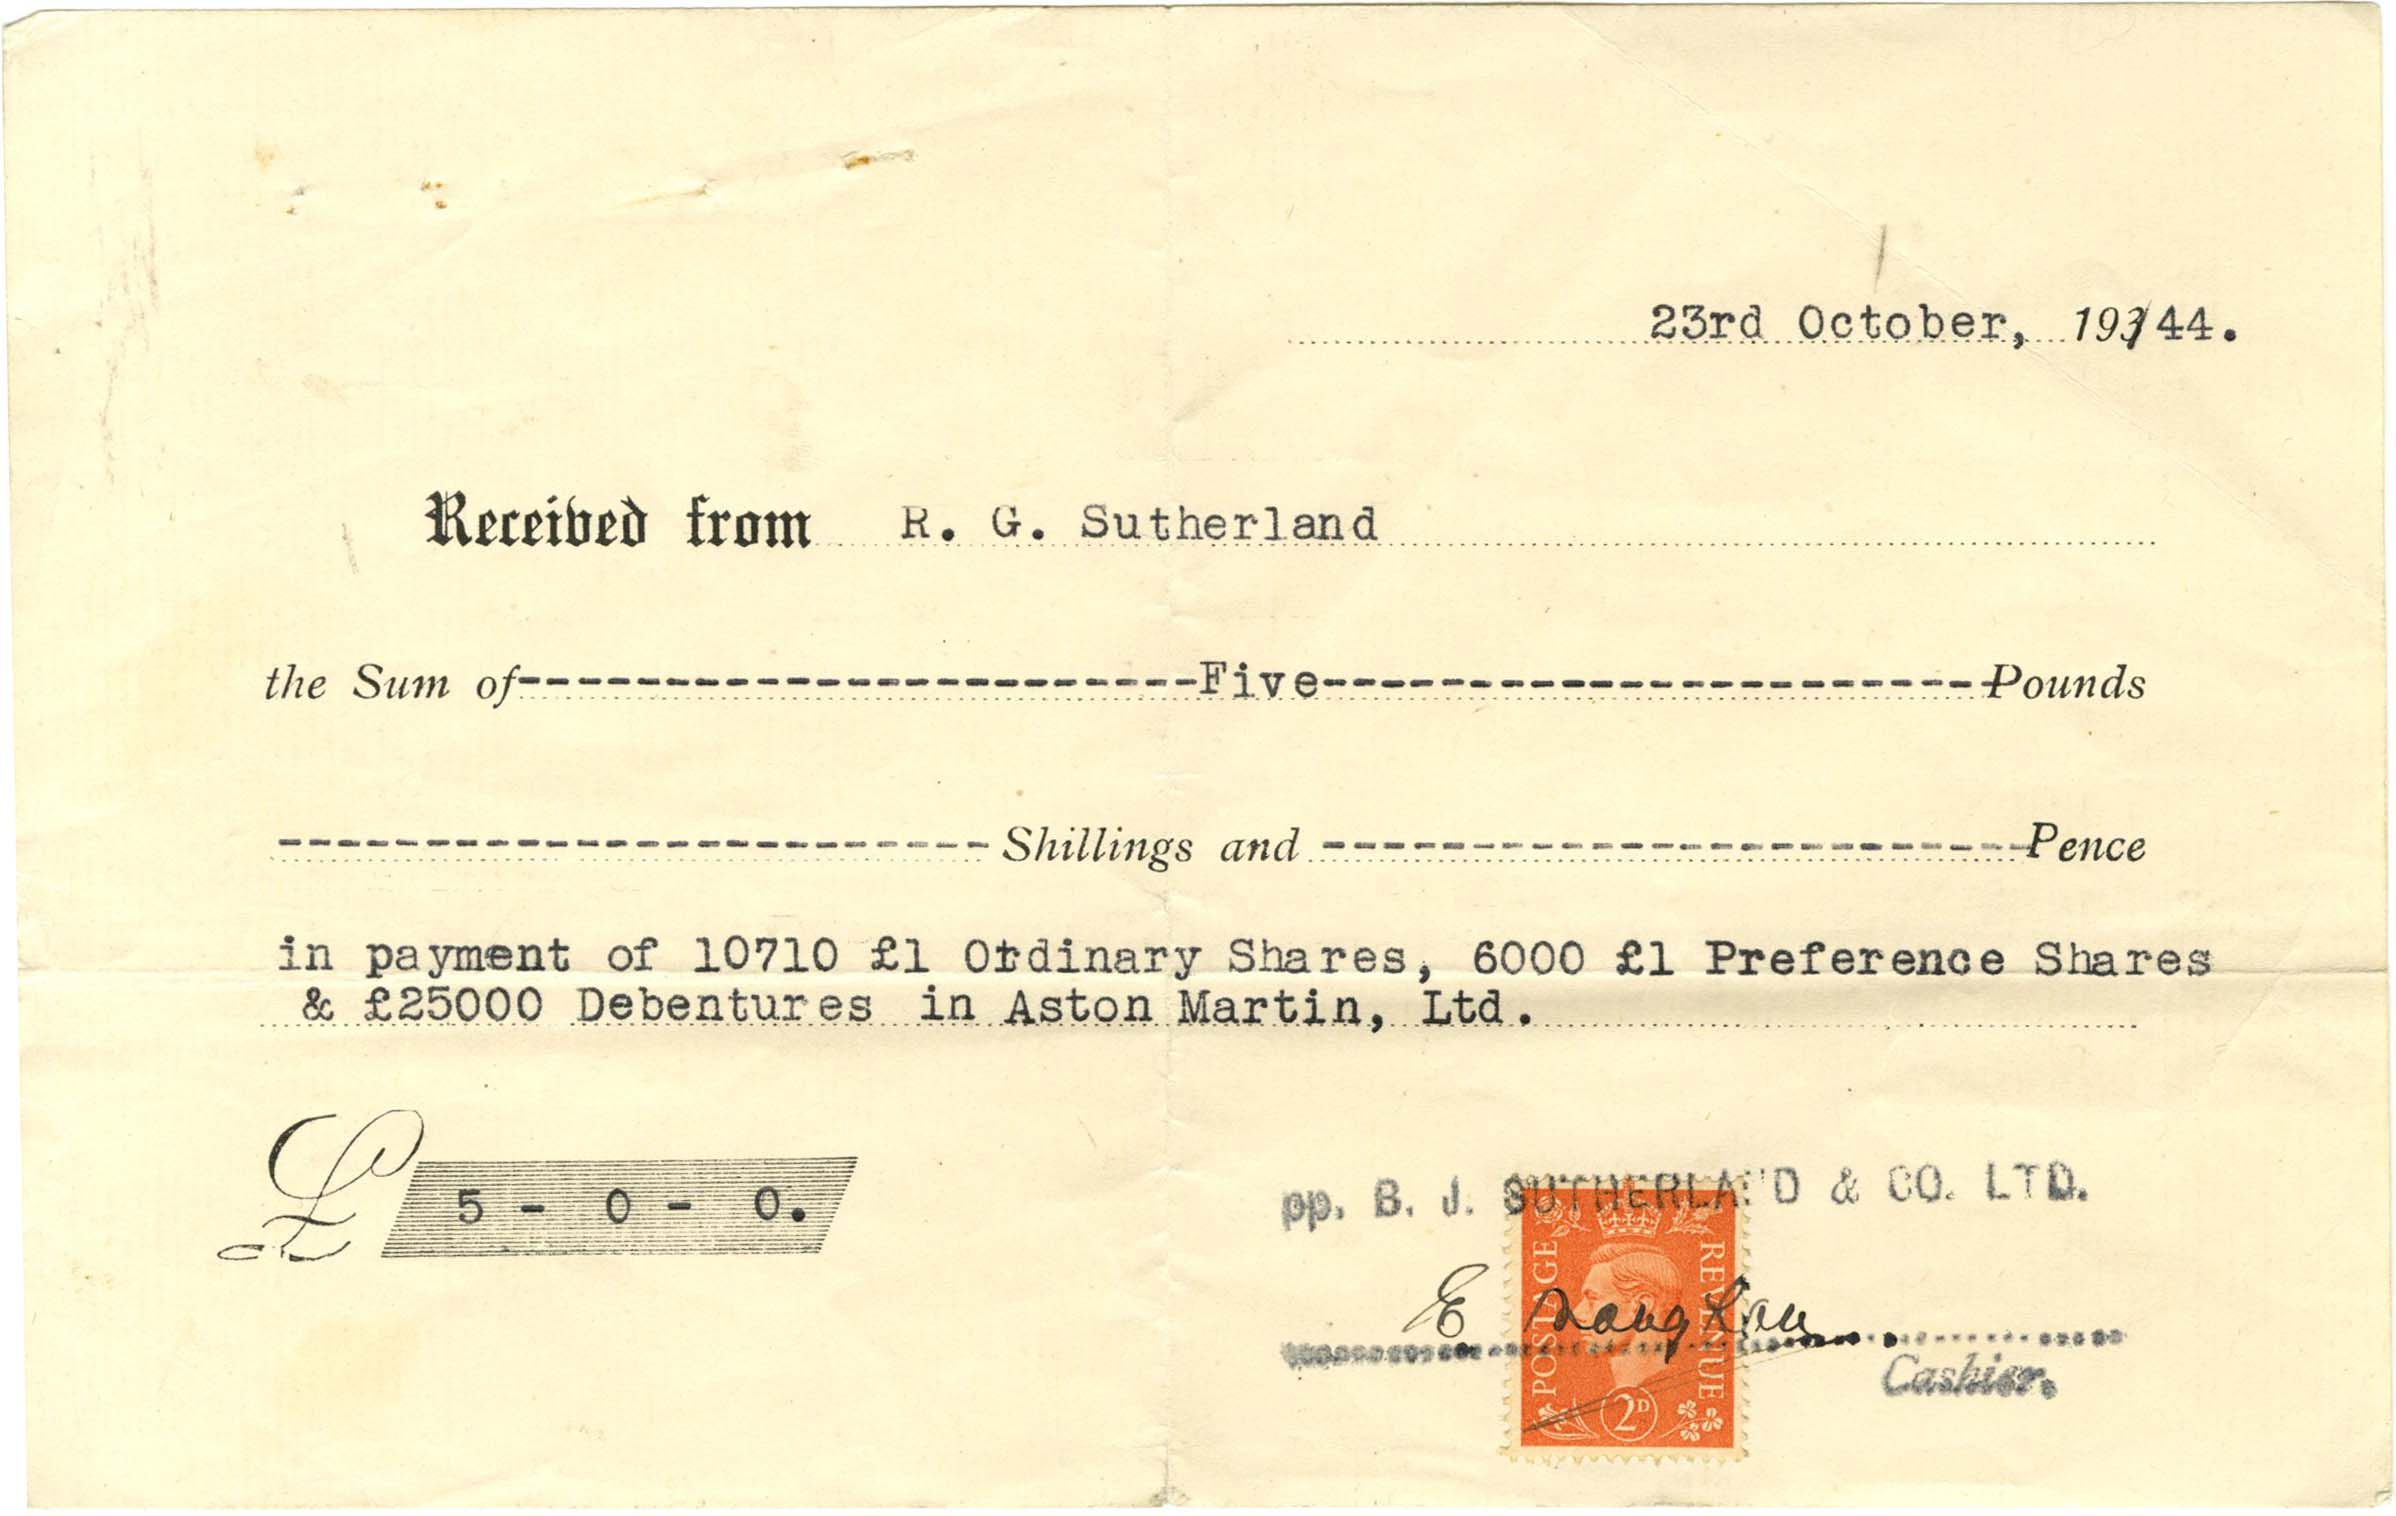 23rd October, 193/44.
Received from R. G. Sutherland
the Sum of---------------------------Five---------------------------Pounds
---------------------------Shillings and ---------------------------Pence
in payment of 10710 £1 Ordinary Shares, 6000 £1 Preference Shares
& £25000 Debentures in Aston Martin, Ltd.
£ 5 - 0 - 0.
pp. B. J. SUTHERLAND & CO. LTD.
E
Cashier.
POSTAGE REVENUE
2D